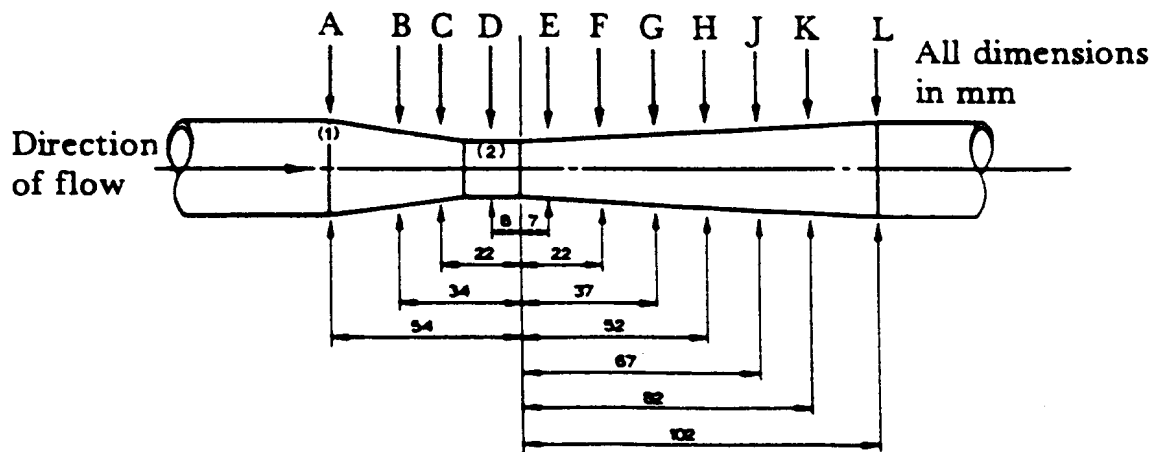 A B C D E F G H J K L
All dimensions
in mm
(1)
(2)
Direction
of flow
8 7
22 22
34 37
54 52
67
82
102